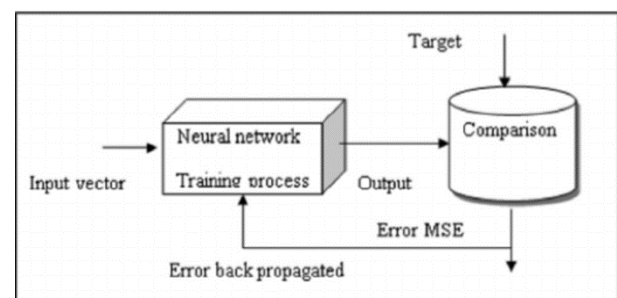 Target
Neural network
Comparison
Training process
Input vector
Output
Error MSE
Error back propagated